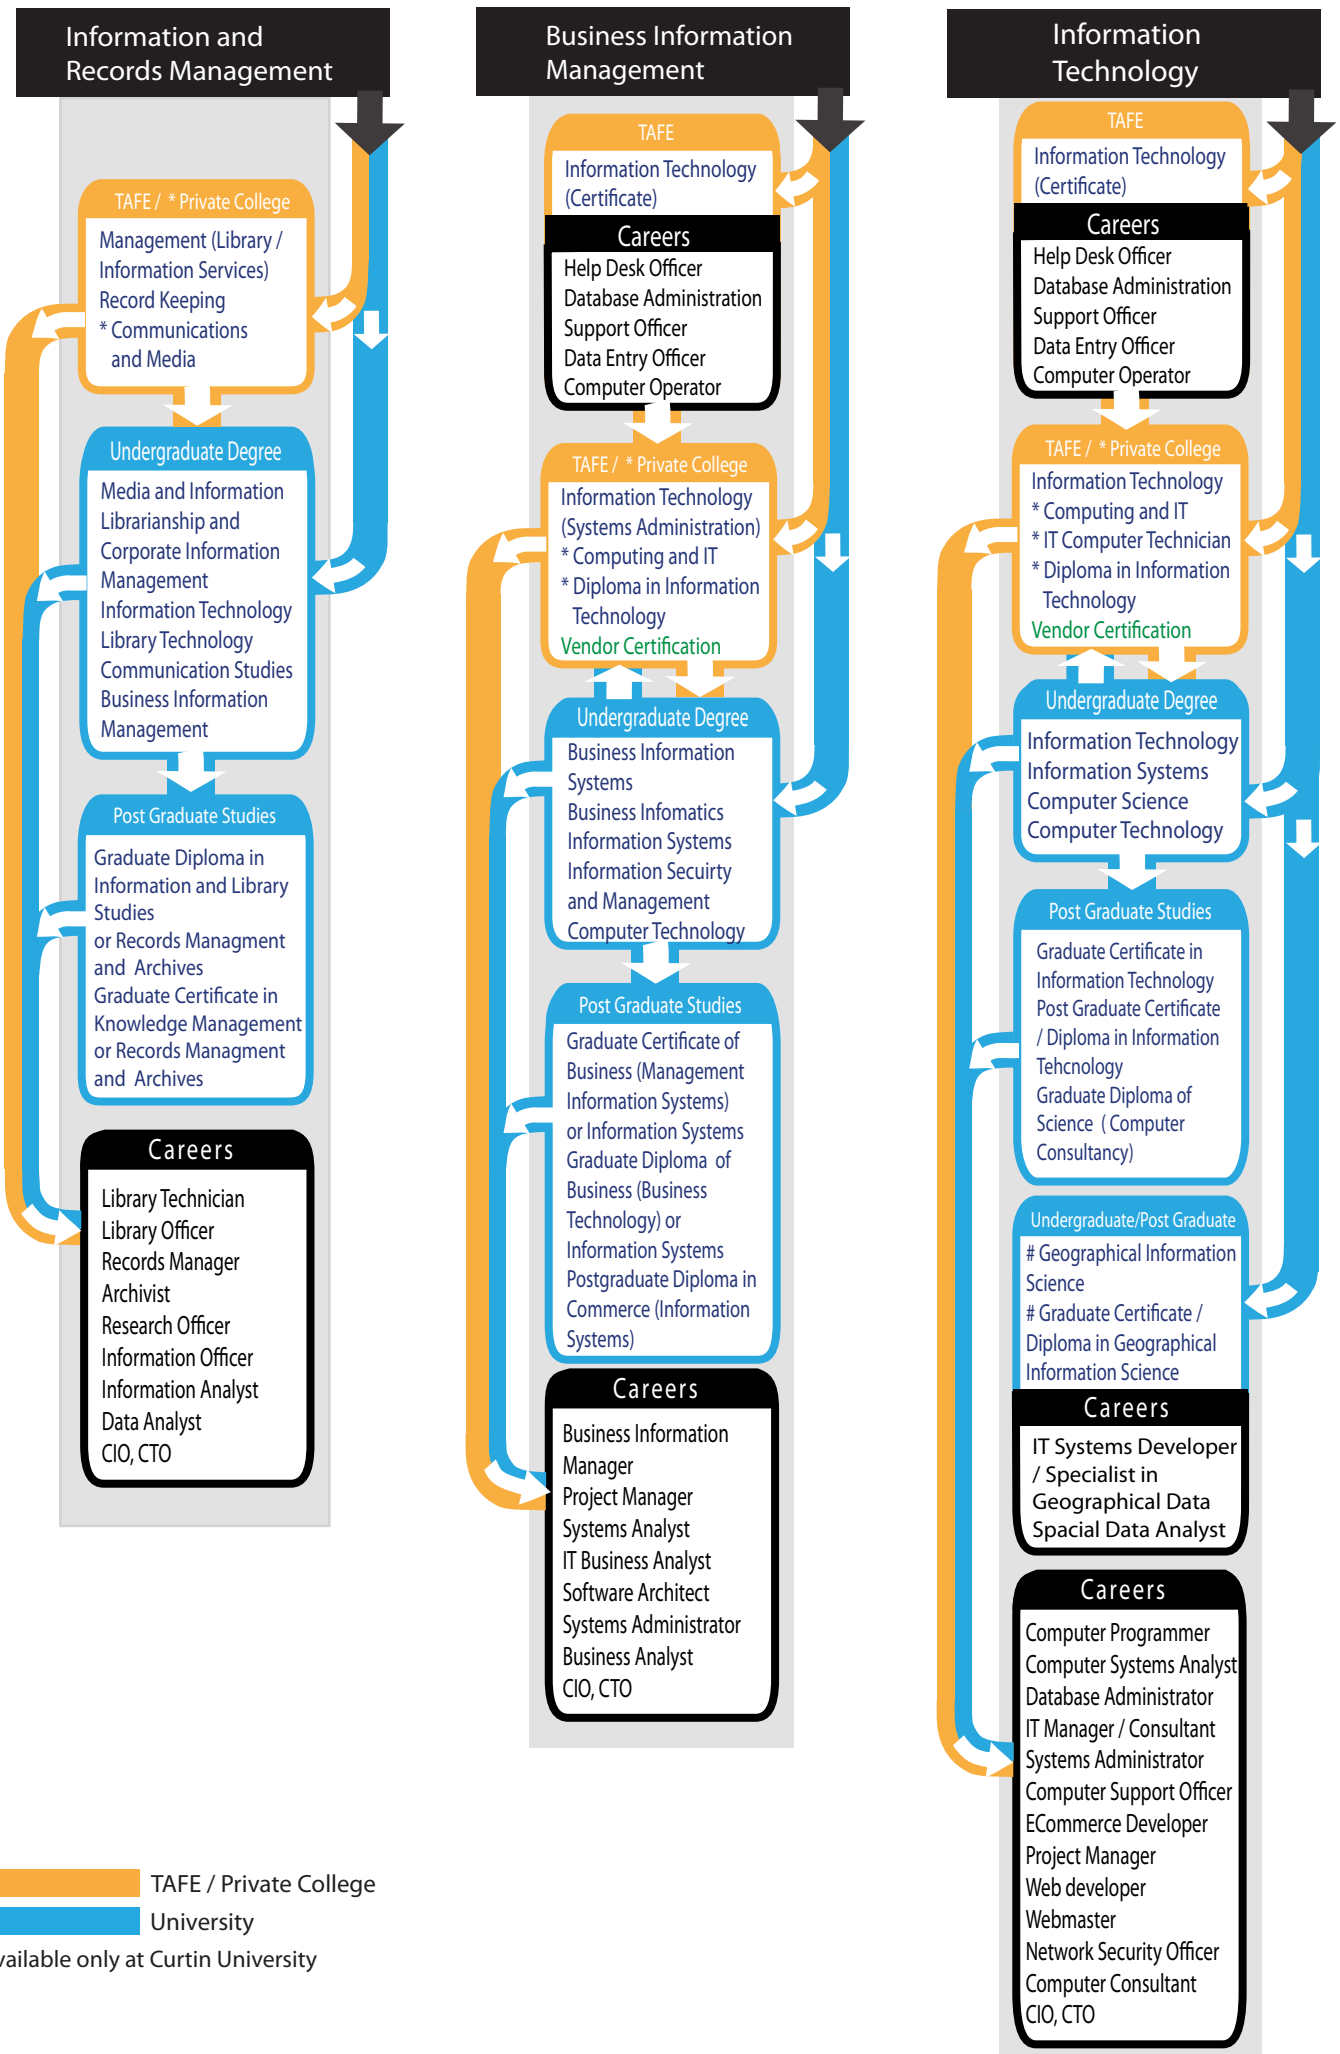 Information and
Records Management
TAFE / * Private College
Management (Library /
Information Services)
Record Keeping
* Communications
and Media
Undergraduate Degree
Media and Information
Librarianship and
Corporate Information
Management
Information Technology
Library Technology
Communication Studies
Business Information
Management
Post Graduate Studies
Graduate Diploma in
Information and Library
Studies
or Records Managment
and Archives
Graduate Certificate in
Knowledge Management
or Records Managment
and Archives
Careers
Library Technician
Library Officer
Records Manager
Archivist
Research Officer
Information Officer
Information Analyst
Data Analyst
CIO, CTO
Business Information
Management
TAFE
Information Technology
(Certificate)
Careers
Help Desk Officer
Database Administration
Support Officer
Data Entry Officer
Computer Operator
TAFE / * Private College
Information Technology
(Systems Administration)
* Computing and IT
* Diploma in Information
Technology
Vendor Certification
Undergraduate Degree
Business Information
Systems
Business Infomatics
Information Systems
Information Secuirty
and Management
Computer Technology
Post Graduate Studies
Graduate Certificate of
Business (Management
Information Systems)
or Information Systems
Graduate Diploma of
Business (Business
Technology) or
Information Systems
Postgraduate Diploma in
Commerce (Information
Systems)
Careers
Business Information
Manager
Project Manager
Systems Analyst
IT Business Analyst
Software Architect
Systems Administrator
Business Analyst
CIO, CTO
Information
Technology
TAFE
Information Technology
(Certificate)
Careers
Help Desk Officer
Database Administration
Support Officer
Data Entry Officer
Computer Operator
TAFE / * Private College
Information Technology
* Computing and IT
* IT Computer Technician
* Diploma in Information
Technology
Vendor Certification
Undergraduate Degree
Information Technology
Information Systems
Computer Science
Computer Technology
Post Graduate Studies
Graduate Certificate in
Information Technology
Post Graduate Certificate
/ Diploma in Information
Tehcnology
Graduate Diploma of
Science ( Computer
Consultancy)
Undergraduate/Post Graduate
# Geographical Information
Science
# Graduate Certificate /
Diploma in Geographical
Information Science
Careers
IT Systems Developer
/ Specialist in
Geographical Data
Spacial Data Analyst
Careers
Computer Programmer
Computer Systems Analyst
Database Administrator
IT Manager / Consultant
Systems Administrator
Computer Support Officer
ECommerce Developer
Project Manager
Web developer
Webmaster
Network Security Officer
Computer Consultant
CIO, CTO
TAFE / Private College
University
vailable only at Curtin University